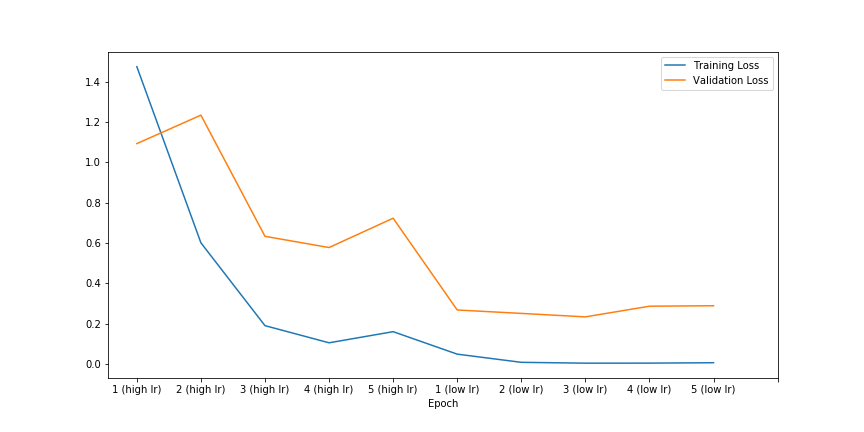 Training Loss
Validation Loss
1.4
1.2
1.0
0.8
0.6
0.4
0.2
0.0
1 (high lr) 2 (high lr) 3 (high lr) 4 (high lr) 5 (high lr) 1 (low lr) 2 (low lr) 3 (low lr) 4 (low lr) 5 (low lr)
Epoch